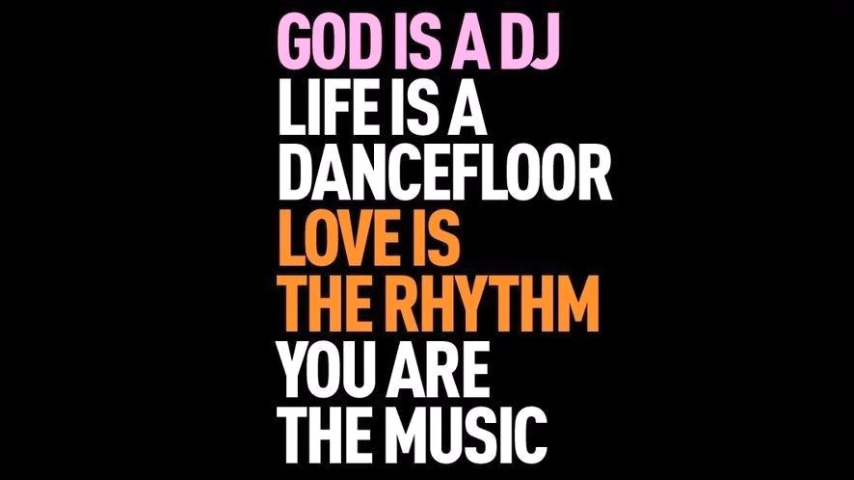 GOD IS A DJ
LIFE IS A
DANCEFLOOR
LOVE IS
THE RHYTHM
YOU ARE
THE MUSIC